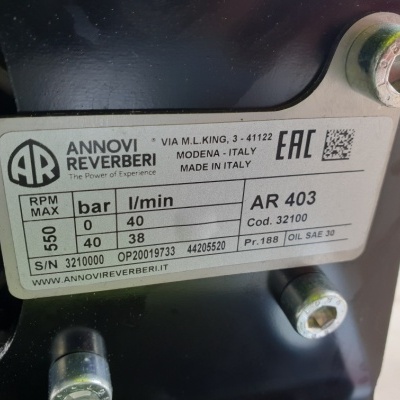 AR
ANNOVI
REVERBERI
The Power of Experience
VIA M.L.KING, 3 - 41122
MODENA - ITALY
MADE IN ITALY
EAC
RPM MAX bar l/min
550 0 40
40 38
AR 403
Cod. 32100
Pr.188 OIL SAE 30
S/N 3210000 OP20019733 44205520
WWW.ANNOVIREVERBERI.IT